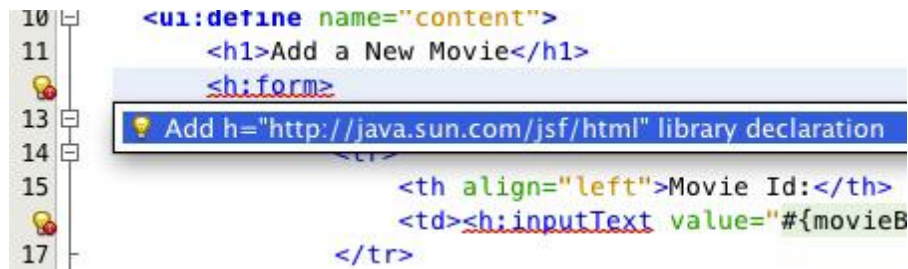 10 <ui:define name="content">
11 <h1>Add a New Movie</h1>
<h:form>
13
Add h="http://java.sun.com/jsf/html" library declaration
14 <tr>
15 <th align="left">Movie Id:</th>
<td><h:inputText value="#{movieB
17 </tr>